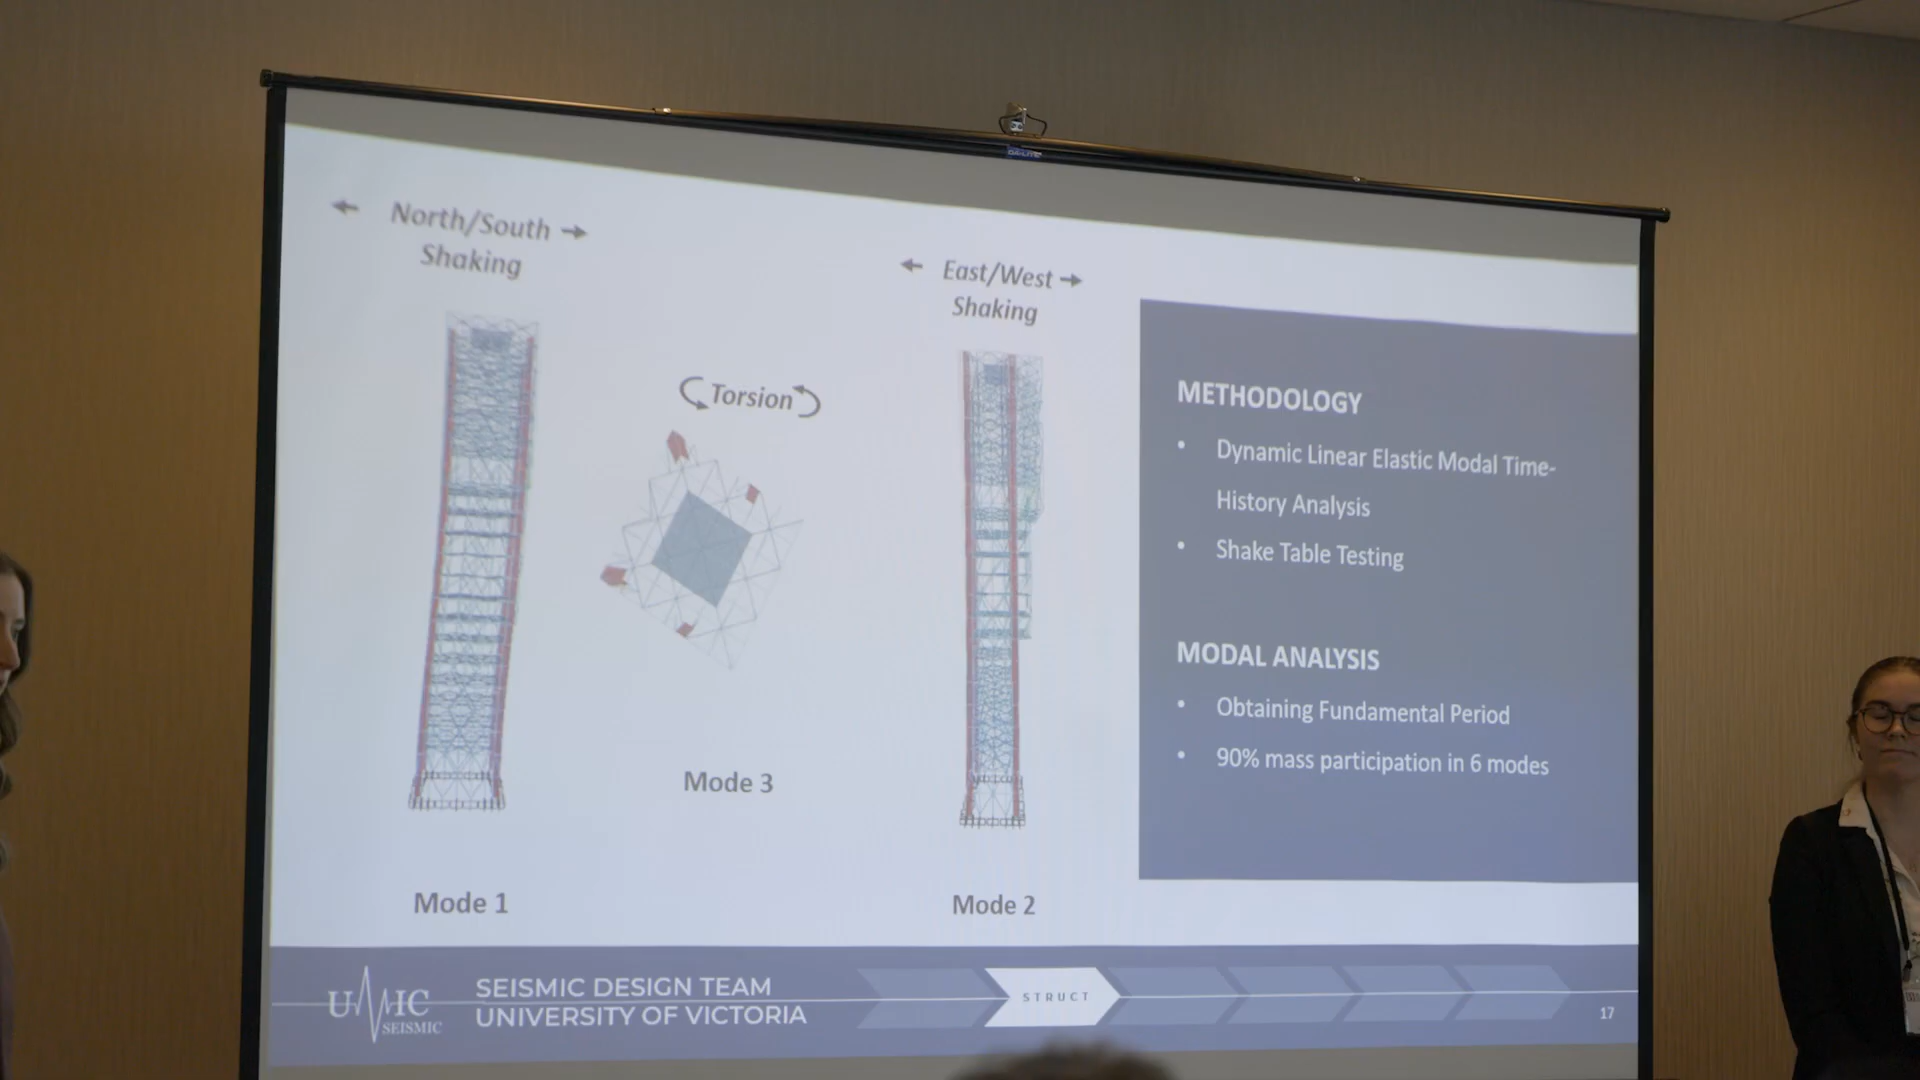 North/South
Shaking
East/West
Shaking
Torsion
Mode 3
Mode 1
Mode 2
METHODOLOGY
• Dynamic Linear Elastic Modal Time-
History Analysis
• Shake Table Testing
MODAL ANALYSIS
• Obtaining Fundamental Period
• 90% mass participation in 6 modes
UVIC
SEISMIC
SEISMIC DESIGN TEAM
UNIVERSITY OF VICTORIA
STRUCT
17
DA-LITE